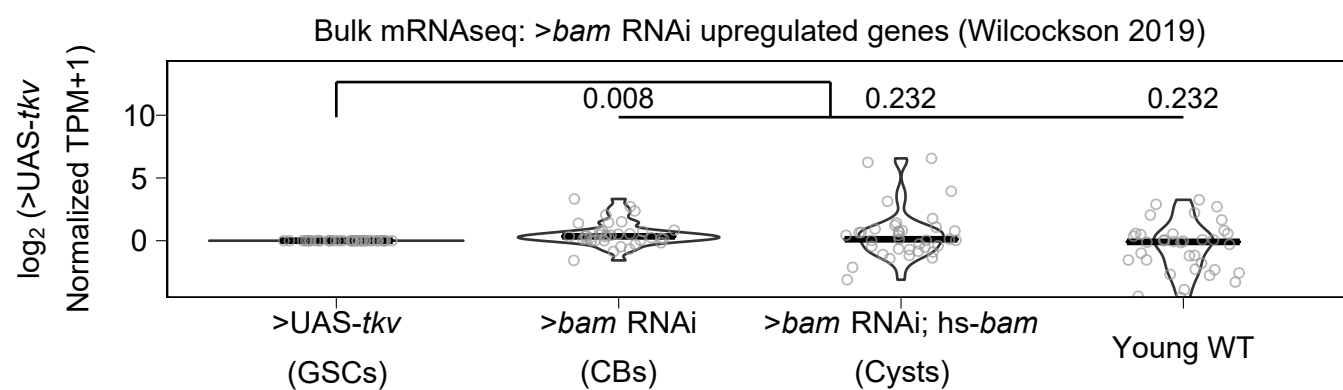 Bulk mRNAseq: >bam RNAi upregulated genes (Wilcockson 2019)
log2 (>UAS-tkv
Normalized TPM+1)
10
5
0
0.008
0.232
0.232
>UAS-tkv
(GSCs)
>bam RNAi
(CBs)
>bam RNAi; hs-bam
(Cysts)
Young WT